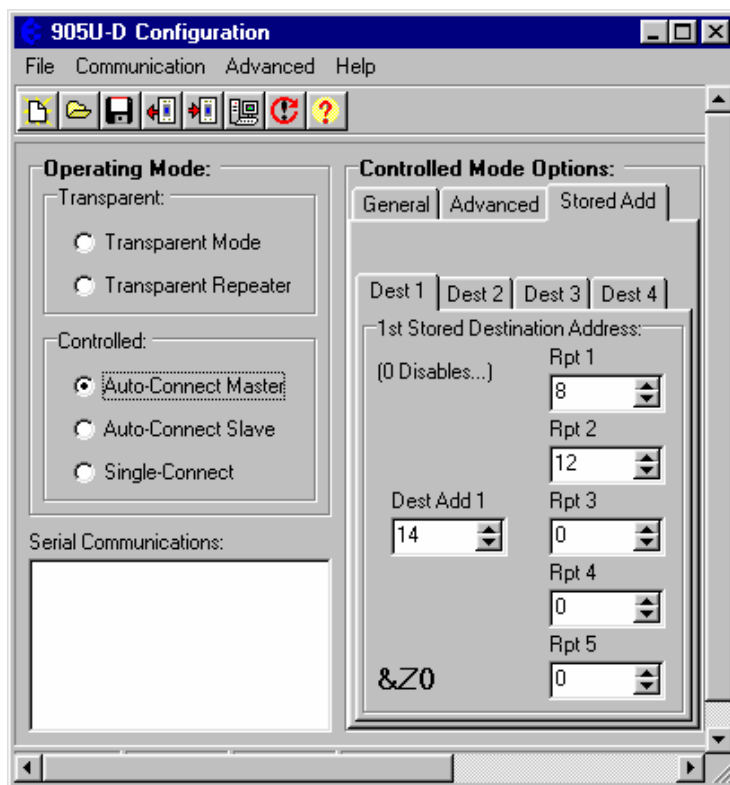 905U-D Configuration
File Communication Advanced Help
Operating Mode:
Transparent:
Transparent Mode
Transparent Repeater
Controlled:
Auto-Connect Master
Auto-Connect Slave
Single-Connect
Serial Communications:
Controlled Mode Options:
General Advanced Stored Add
Dest 1 Dest 2 Dest 3 Dest 4
1st Stored Destination Address:
(0 Disables...)
Rpt 1
8
Rpt 2
12
Dest Add 1
14
Rpt 3
0
Rpt 4
0
Rpt 5
0
&Z0